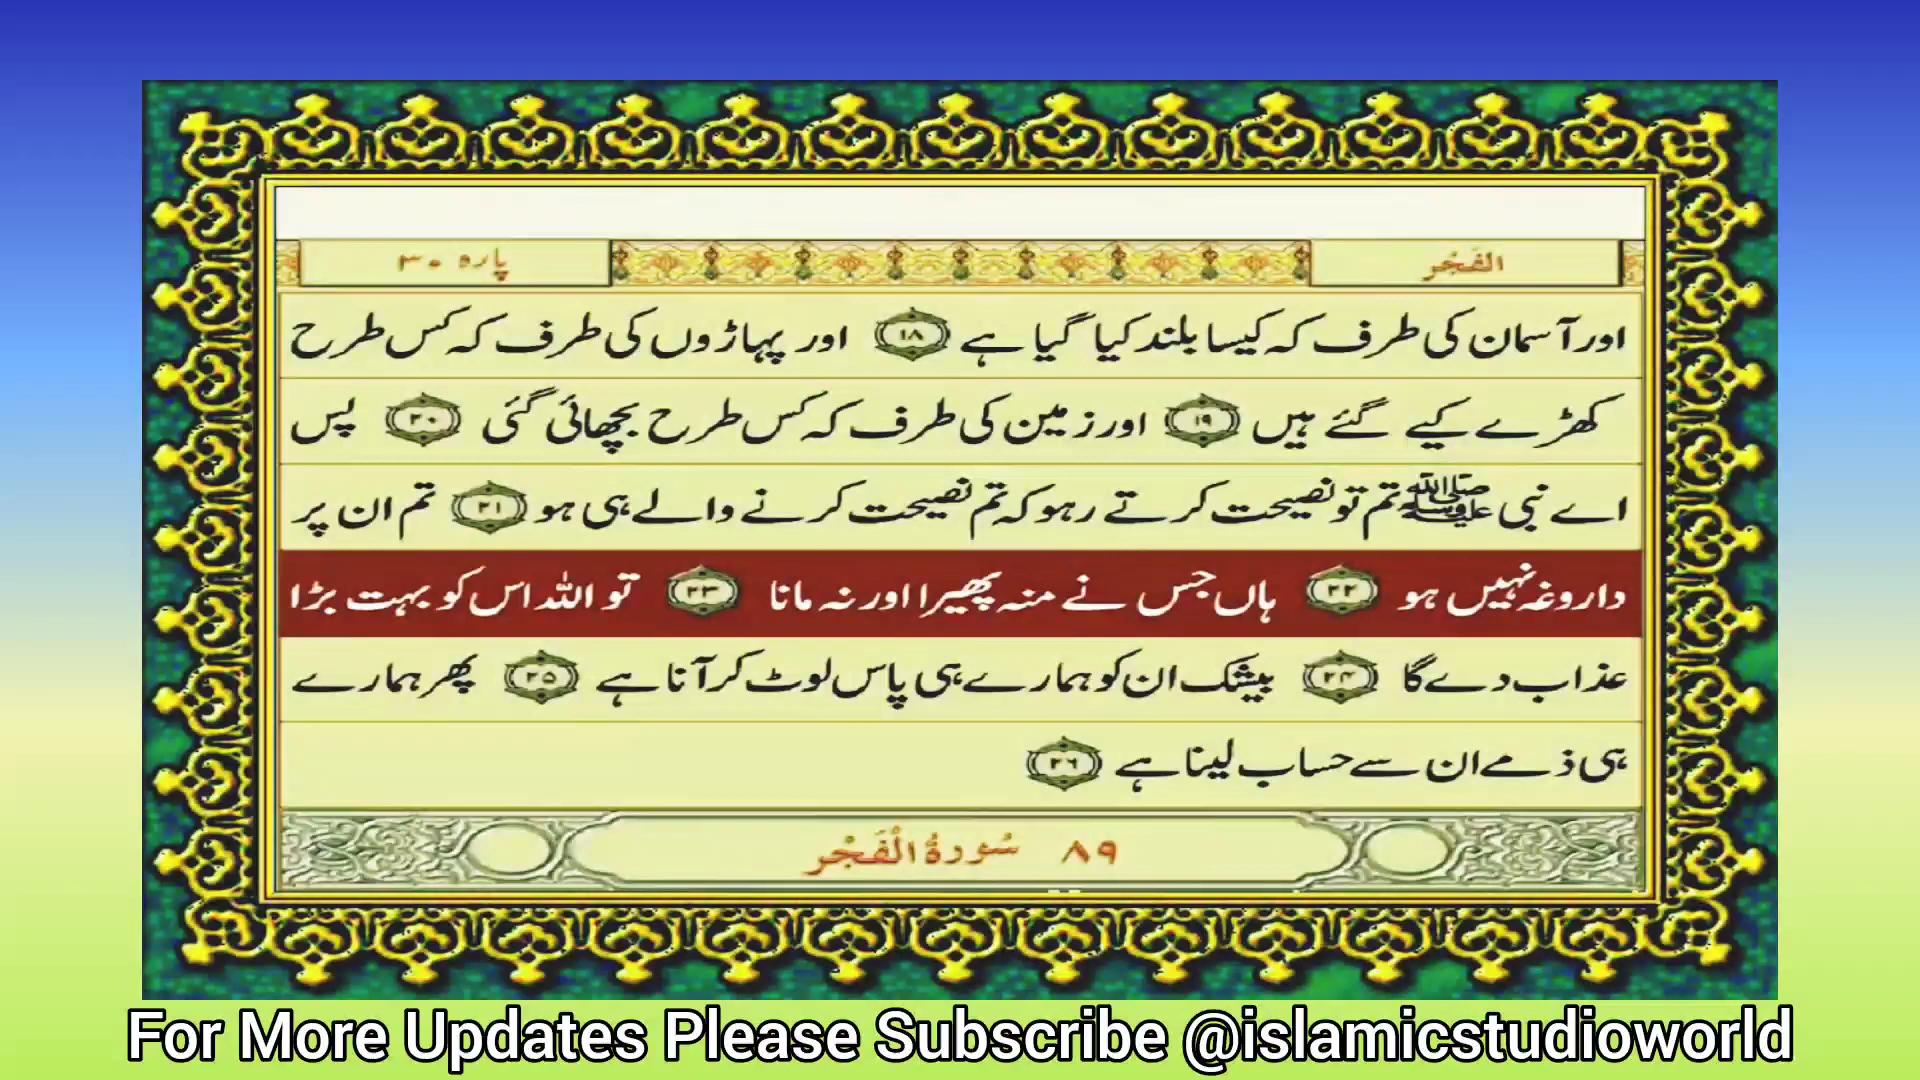 الفَجْر
پارہ ۳۰
اور آسمان کی طرف کہ کیسا بلند کیا گیا ہے ۱۸ اور پہاڑوں کی طرف کہ کس طرح
کھڑے کیے گئے ہیں ۱۹ اور زمین کی طرف کہ کس طرح بچھائی گئی ۲۰ پس
اے نبی ﷺ تم تو نصیحت کرتے رہو کہ تم نصیحت کرنے والے ہی ہو ۲۱ تم ان پر
داروغہ نہیں ہو ۲۲ ہاں جس نے منہ پھیرا اور نہ مانا ۲۳ تو اللہ اس کو بہت بڑا
عذاب دے گا ۲۴ بیشک ان کو ہمارے ہی پاس لوٹ کر آنا ہے ۲۵ پھر ہمارے
ہی ذمے ان سے حساب لینا ہے ۲۶
۸۹ سُورۃُ الْفَجْر
For More Updates Please Subscribe @islamicstudioworld